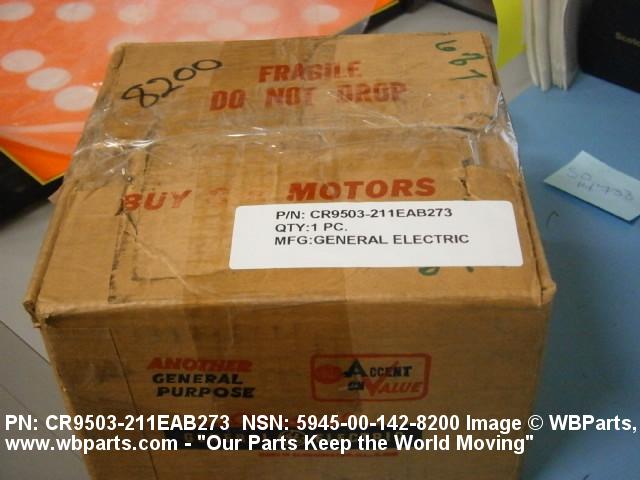 8200
6767
FRAGILE
DO NOT DROP
BUY MOTORS
P/N: CR9503-211EAB273
QTY:1 PC.
MFG:GENERAL ELECTRIC
ANOTHER
GENERAL
PURPOSE
ACCENT
ON VALUE
PN: CR9503-211EAB273 NSN: 5945-00-142-8200 Image © WBParts,
www.wbparts.com - "Our Parts Keep the World Moving"